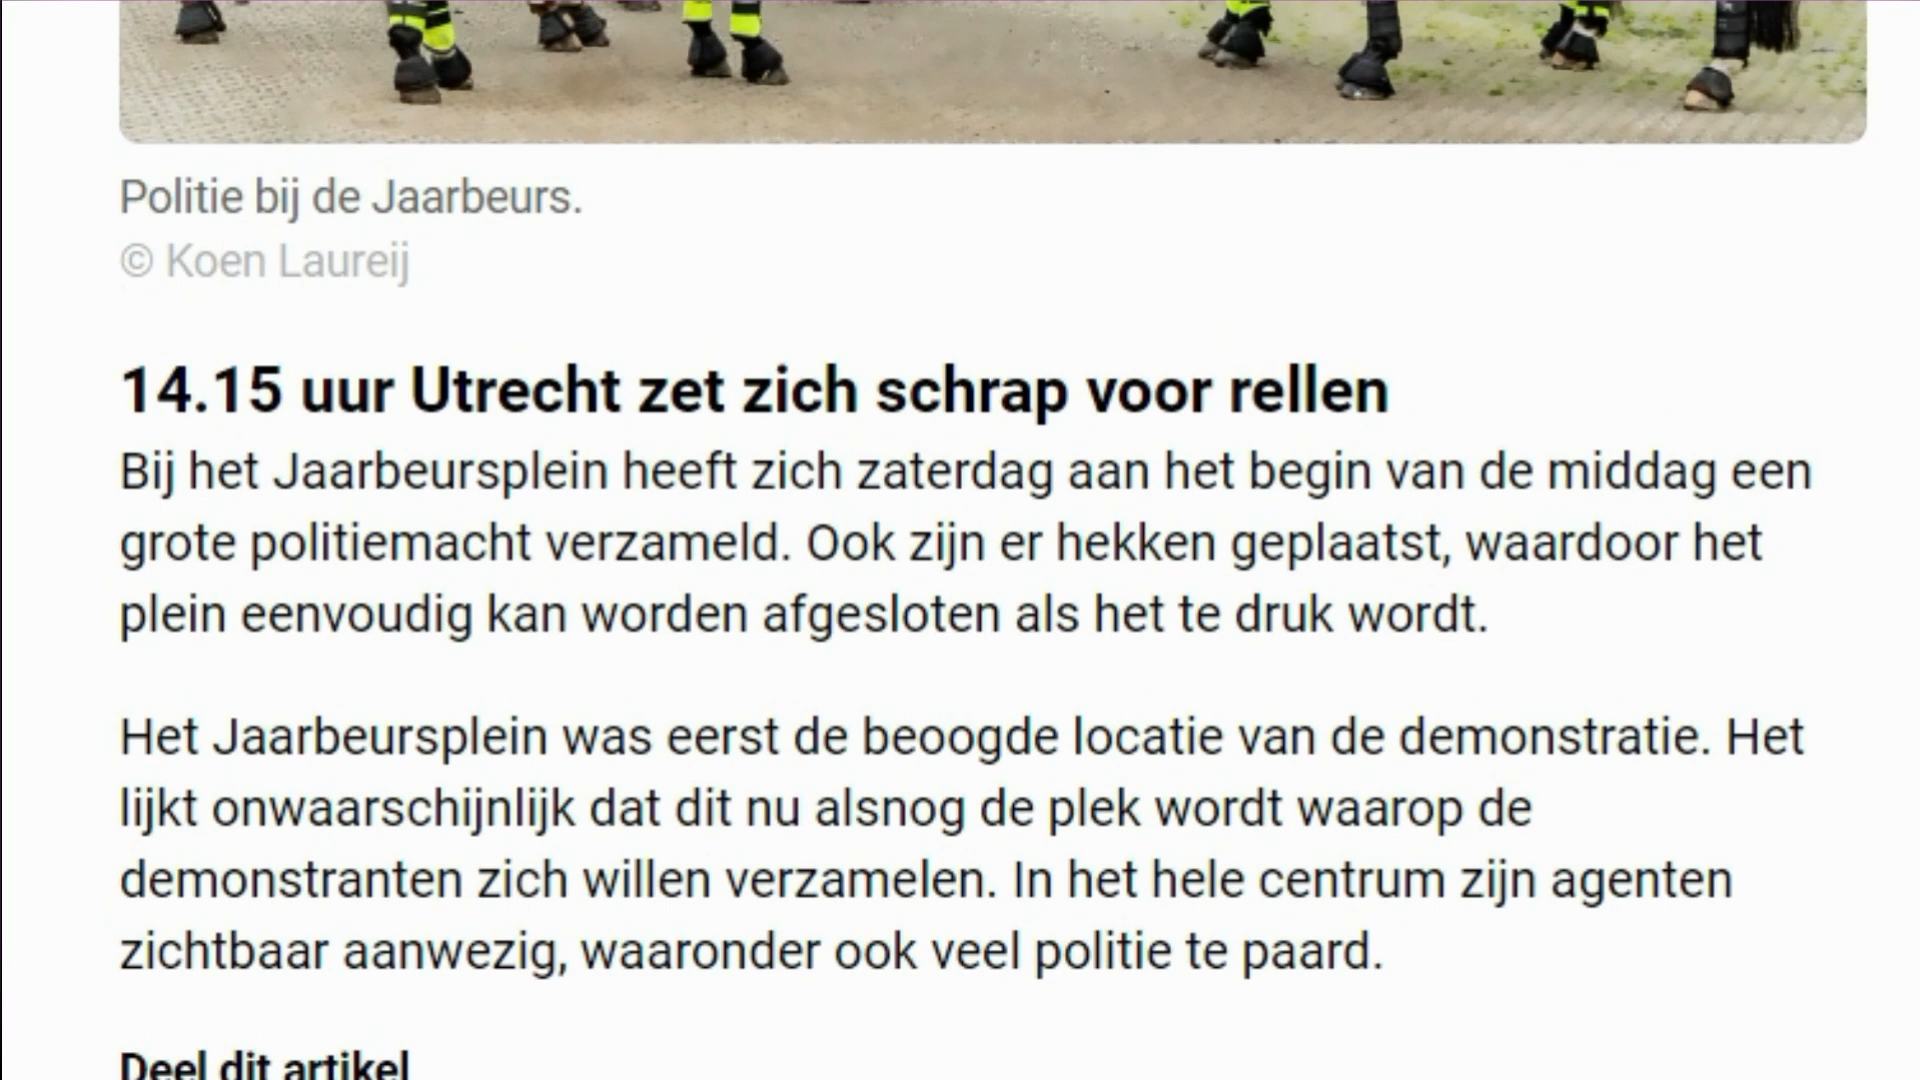 Politie bij de Jaarbeurs.
© Koen Laureij
14.15 uur Utrecht zet zich schrap voor rellen
Bij het Jaarbeursplein heeft zich zaterdag aan het begin van de middag een
grote politiemacht verzameld. Ook zijn er hekken geplaatst, waardoor het
plein eenvoudig kan worden afgesloten als het te druk wordt.
Het Jaarbeursplein was eerst de beoogde locatie van de demonstratie. Het
lijkt onwaarschijnlijk dat dit nu alsnog de plek wordt waarop de
demonstranten zich willen verzamelen. In het hele centrum zijn agenten
zichtbaar aanwezig, waaronder ook veel politie te paard.
Deel dit artikel